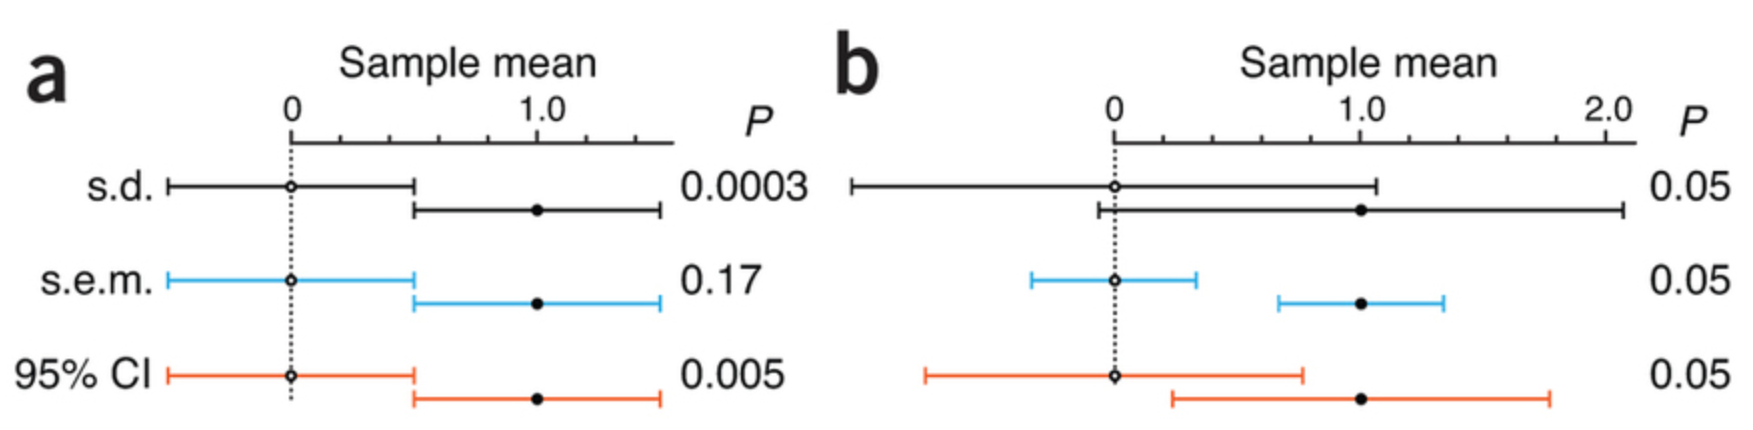 a
Sample mean
0 1.0 P
s.d. 0.0003
s.e.m. 0.17
95% CI 0.005
b
Sample mean
0 1.0 2.0 P
0.05
0.05
0.05